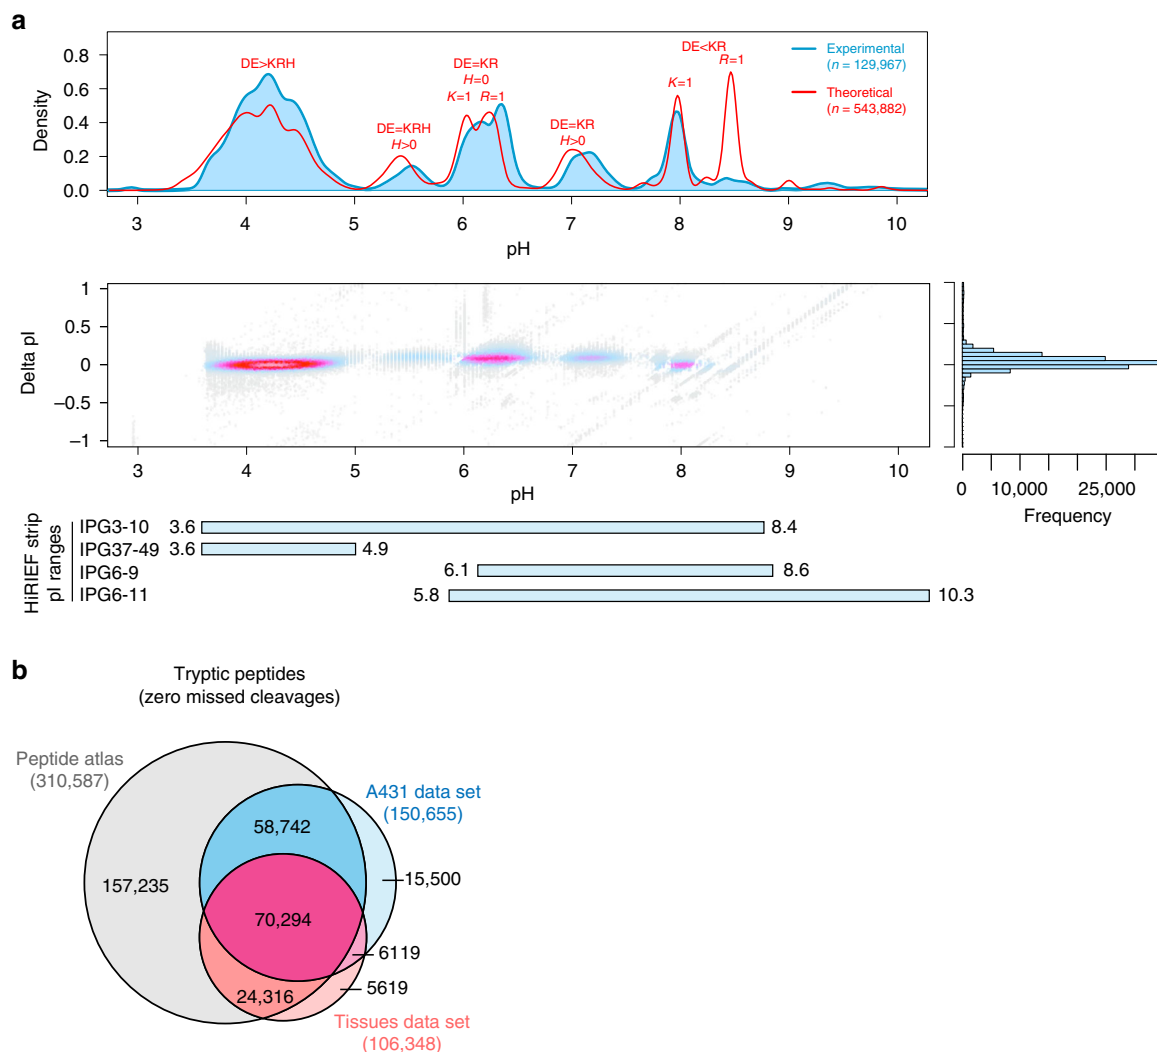 a
0.8
0.6
0.4
0.2
0.0
Density
DE>KRH
DE=KRH
H>0
DE=KR
H=0
K=1 R=1
DE=KR
H>0
DE<KR
K=1
R=1
Experimental
(n = 129,967)
Theoretical
(n = 543,882)
3 4 5 6 7 8 9 10
pH
1
0.5
0
−0.5
−1
Delta pI
3 4 5 6 7 8 9 10
pH
0 10,000 25,000
Frequency
HiRIEF strip
pI ranges
IPG3-10 3.6 8.4
IPG37-49 3.6 4.9
IPG6-9 6.1 8.6
IPG6-11 5.8 10.3
b
Tryptic peptides
(zero missed cleavages)
Peptide atlas
(310,587)
A431 data set
(150,655)
58,742
15,500
157,235
70,294
6119
5619
24,316
Tissues data set
(106,348)